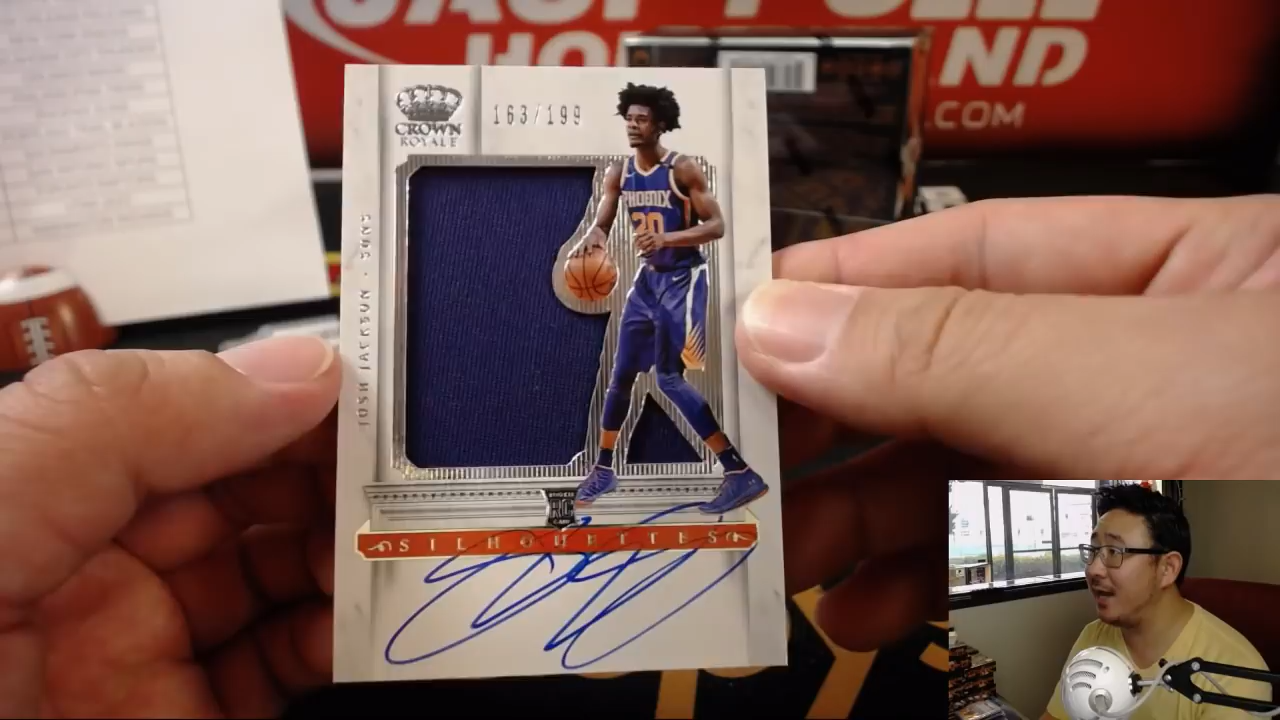 HO
ND
.COM
CROWN
ROYALE
163/199
JOSH JACKSON · SUNS
PHOENIX
20
SILHOUETTES